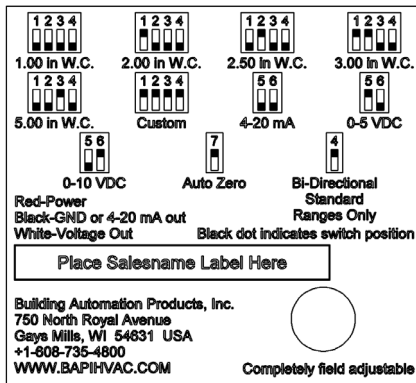 1 2 3 4 1 2 3 4 1 2 3 4 1 2 3 4
1.00 in W.C. 2.00 in W.C. 2.50 in W.C. 3.00 in W.C.
1 2 3 4 1 2 3 4 5 6 5 6
5.00 in W.C. Custom 4-20 mA 0-5 VDC
5 6 7 4
0-10 VDC Auto Zero Bi-Directional
Standard
Ranges Only
Red-Power
Black-GND or 4-20 mA out
White-Voltage Out Black dot indicates switch position
Place Salesname Label Here
Building Automation Products, Inc.
750 North Royal Avenue
Gays Mills, WI 54631 USA
+1-608-735-4800
WWW.BAPIHVAC.COM Completely field adjustable